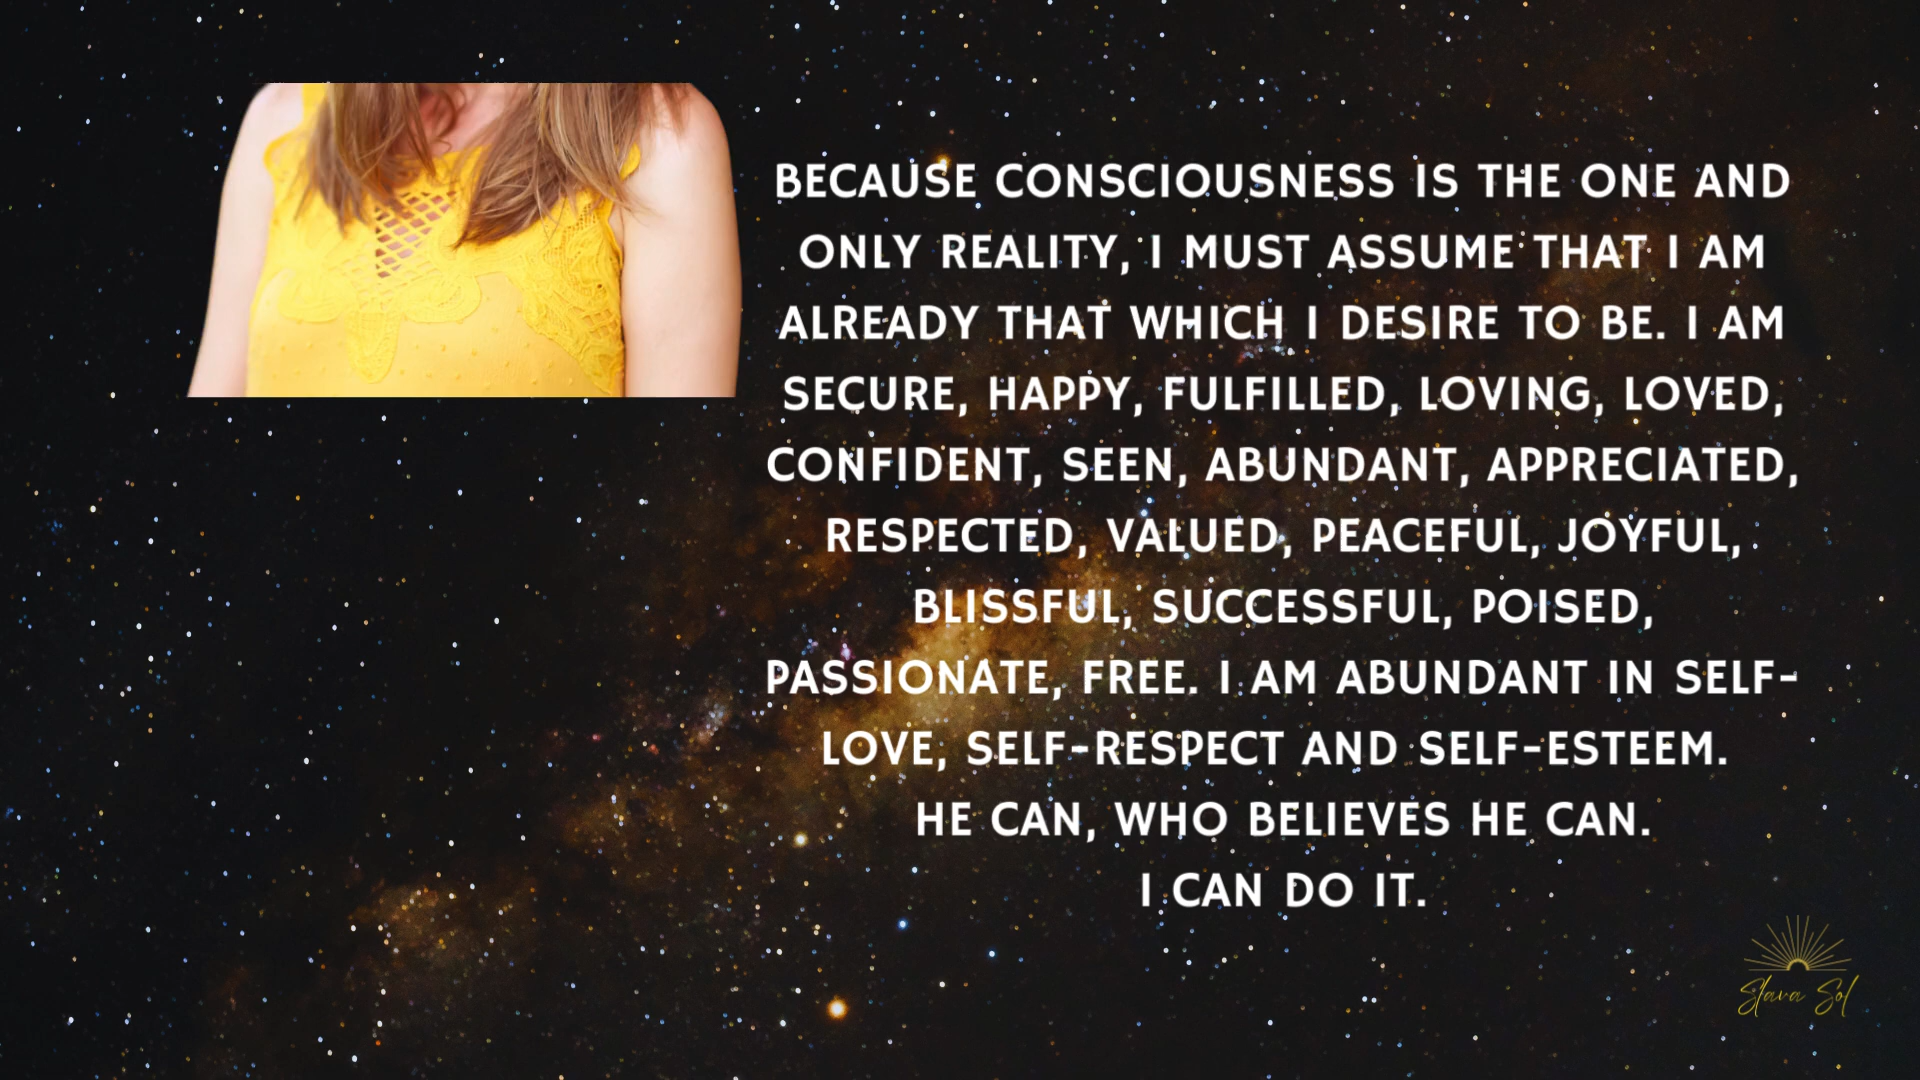 BECAUSE CONSCIOUSNESS IS THE ONE AND
ONLY REALITY, I MUST ASSUME THAT I AM
ALREADY THAT WHICH I DESIRE TO BE. I AM
SECURE, HAPPY, FULFILLED, LOVING, LOVED,
CONFIDENT, SEEN, ABUNDANT, APPRECIATED,
RESPECTED, VALUED, PEACEFUL, JOYFUL,
BLISSFUL, SUCCESSFUL, POISED,
PASSIONATE, FREE. I AM ABUNDANT IN SELF-
LOVE, SELF-RESPECT AND SELF-ESTEEM.
HE CAN, WHO BELIEVES HE CAN.
I CAN DO IT.
Slava Sol